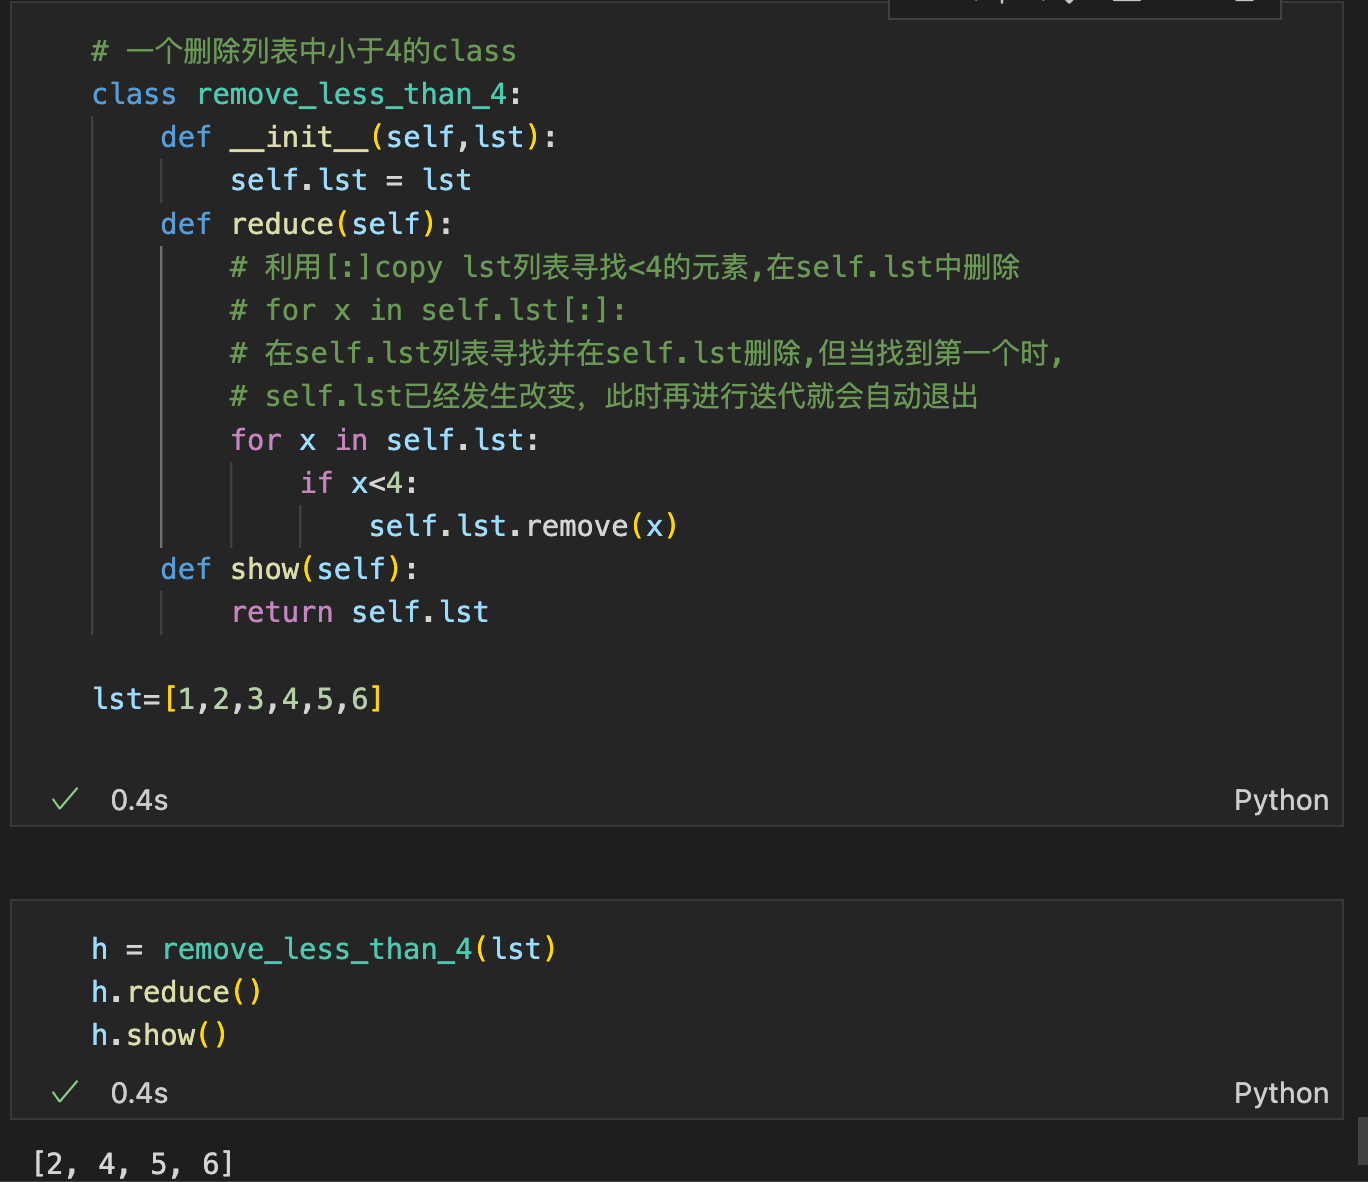 # 一个删除列表中小于4的class
class remove_less_than_4:
    def __init__(self,lst):
        self.lst = lst
    def reduce(self):
        # 利用[:]copy lst列表寻找<4的元素,在self.lst中删除
        # for x in self.lst[:]:
        # 在self.lst列表寻找并在self.lst删除,但当找到第一个时,
        # self.lst已经发生改变，此时再进行迭代就会自动退出
        for x in self.lst:
            if x<4:
                self.lst.remove(x)
    def show(self):
        return self.lst
lst=[1,2,3,4,5,6]
0.4s
Python
h = remove_less_than_4(lst)
h.reduce()
h.show()
0.4s
Python
[2, 4, 5, 6]